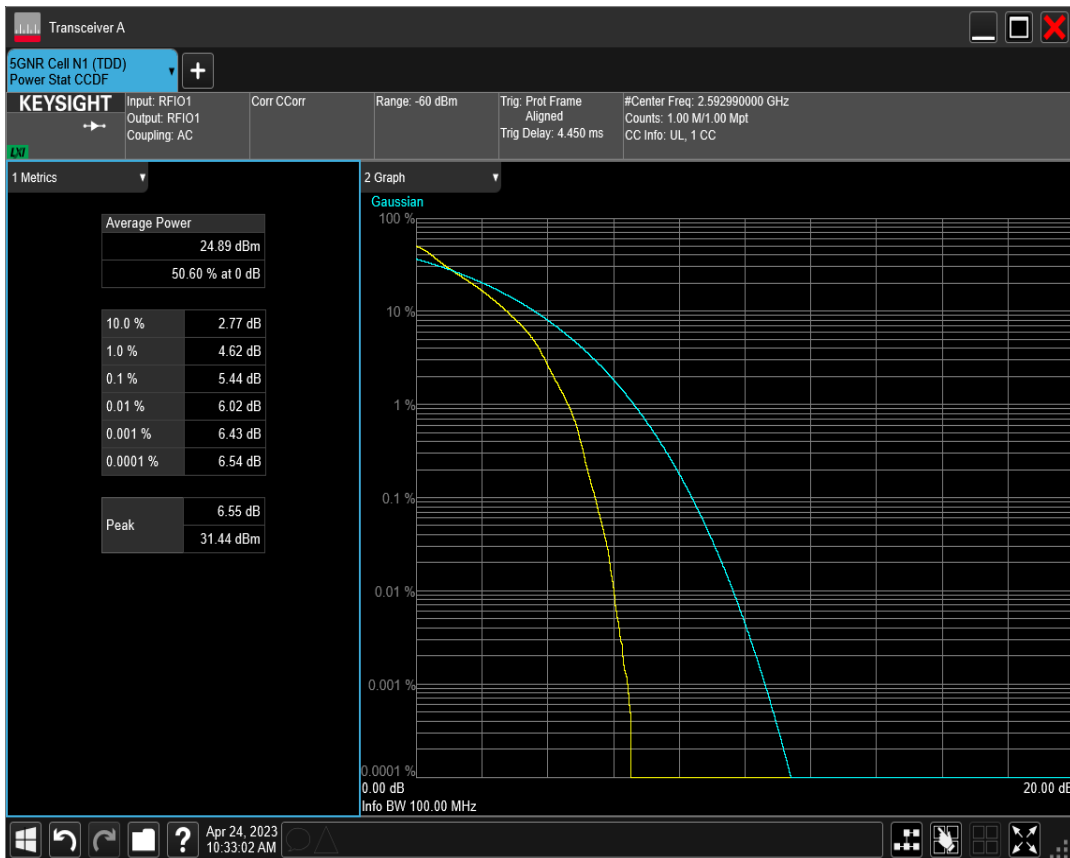 Transceiver A
5GNR Cell N1 (TDD)
Power Stat CCDF
+
KEYSIGHT
LXI
Input: RFIO1
Output: RFIO1
Coupling: AC
Corr CCorr
Range: -60 dBm
Trig: Prot Frame
Aligned
Trig Delay: 4.450 ms
#Center Freq: 2.592990000 GHz
Counts: 1.00 M/1.00 Mpt
CC Info: UL, 1 CC
1 Metrics
Average Power
24.89 dBm
50.60 % at 0 dB
10.0 % 2.77 dB
1.0 % 4.62 dB
0.1 % 5.44 dB
0.01 % 6.02 dB
0.001 % 6.43 dB
0.0001 % 6.54 dB
Peak
6.55 dB
31.44 dBm
2 Graph
Gaussian
100 %
10 %
1 %
0.1 %
0.01 %
0.001 %
0.0001 %
0.00 dB 20.00 dB
Info BW 100.00 MHz
?
Apr 24, 2023
10:33:02 AM